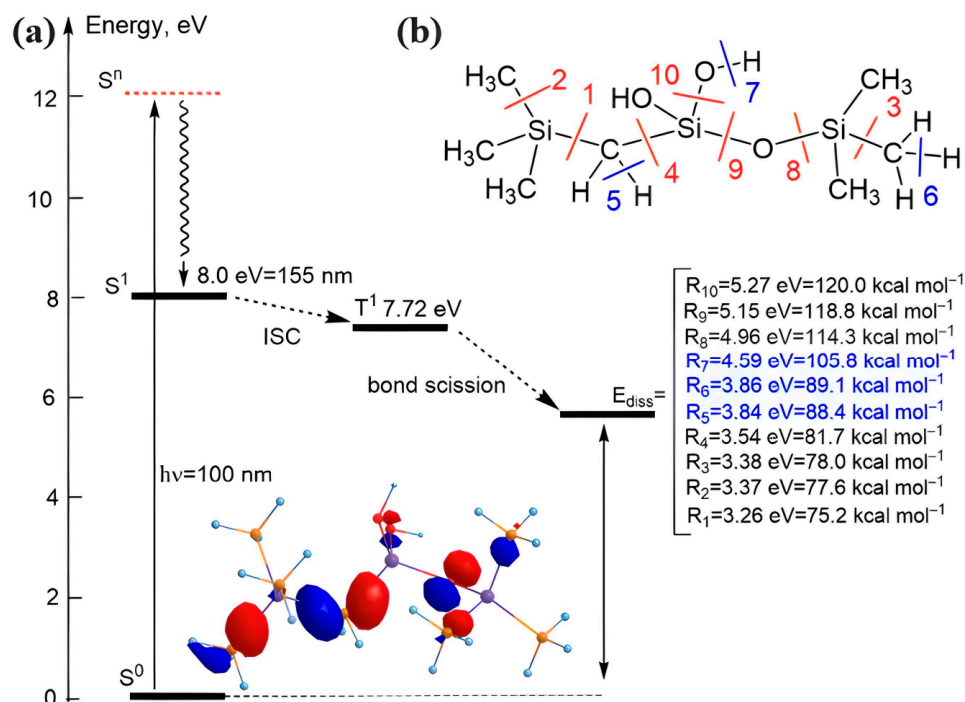 (a)
Energy, eV
12
10
8
6
4
2
0
Sⁿ
S¹
8.0 eV=155 nm
T¹ 7.72 eV
ISC
bond scission
hν=100 nm
S⁰
(b)
H₃C
2
1
10
O
H
7
HO
Si
Si
CH₃
3
H
H₃C
C
O
Si
C
H
H₃C
H
5
H
4
9
8
CH₃
H
6
E_diss=
R₁₀=5.27 eV=120.0 kcal mol⁻¹
R₉=5.15 eV=118.8 kcal mol⁻¹
R₈=4.96 eV=114.3 kcal mol⁻¹
R₇=4.59 eV=105.8 kcal mol⁻¹
R₆=3.86 eV=89.1 kcal mol⁻¹
R₅=3.84 eV=88.4 kcal mol⁻¹
R₄=3.54 eV=81.7 kcal mol⁻¹
R₃=3.38 eV=78.0 kcal mol⁻¹
R₂=3.37 eV=77.6 kcal mol⁻¹
R₁=3.26 eV=75.2 kcal mol⁻¹